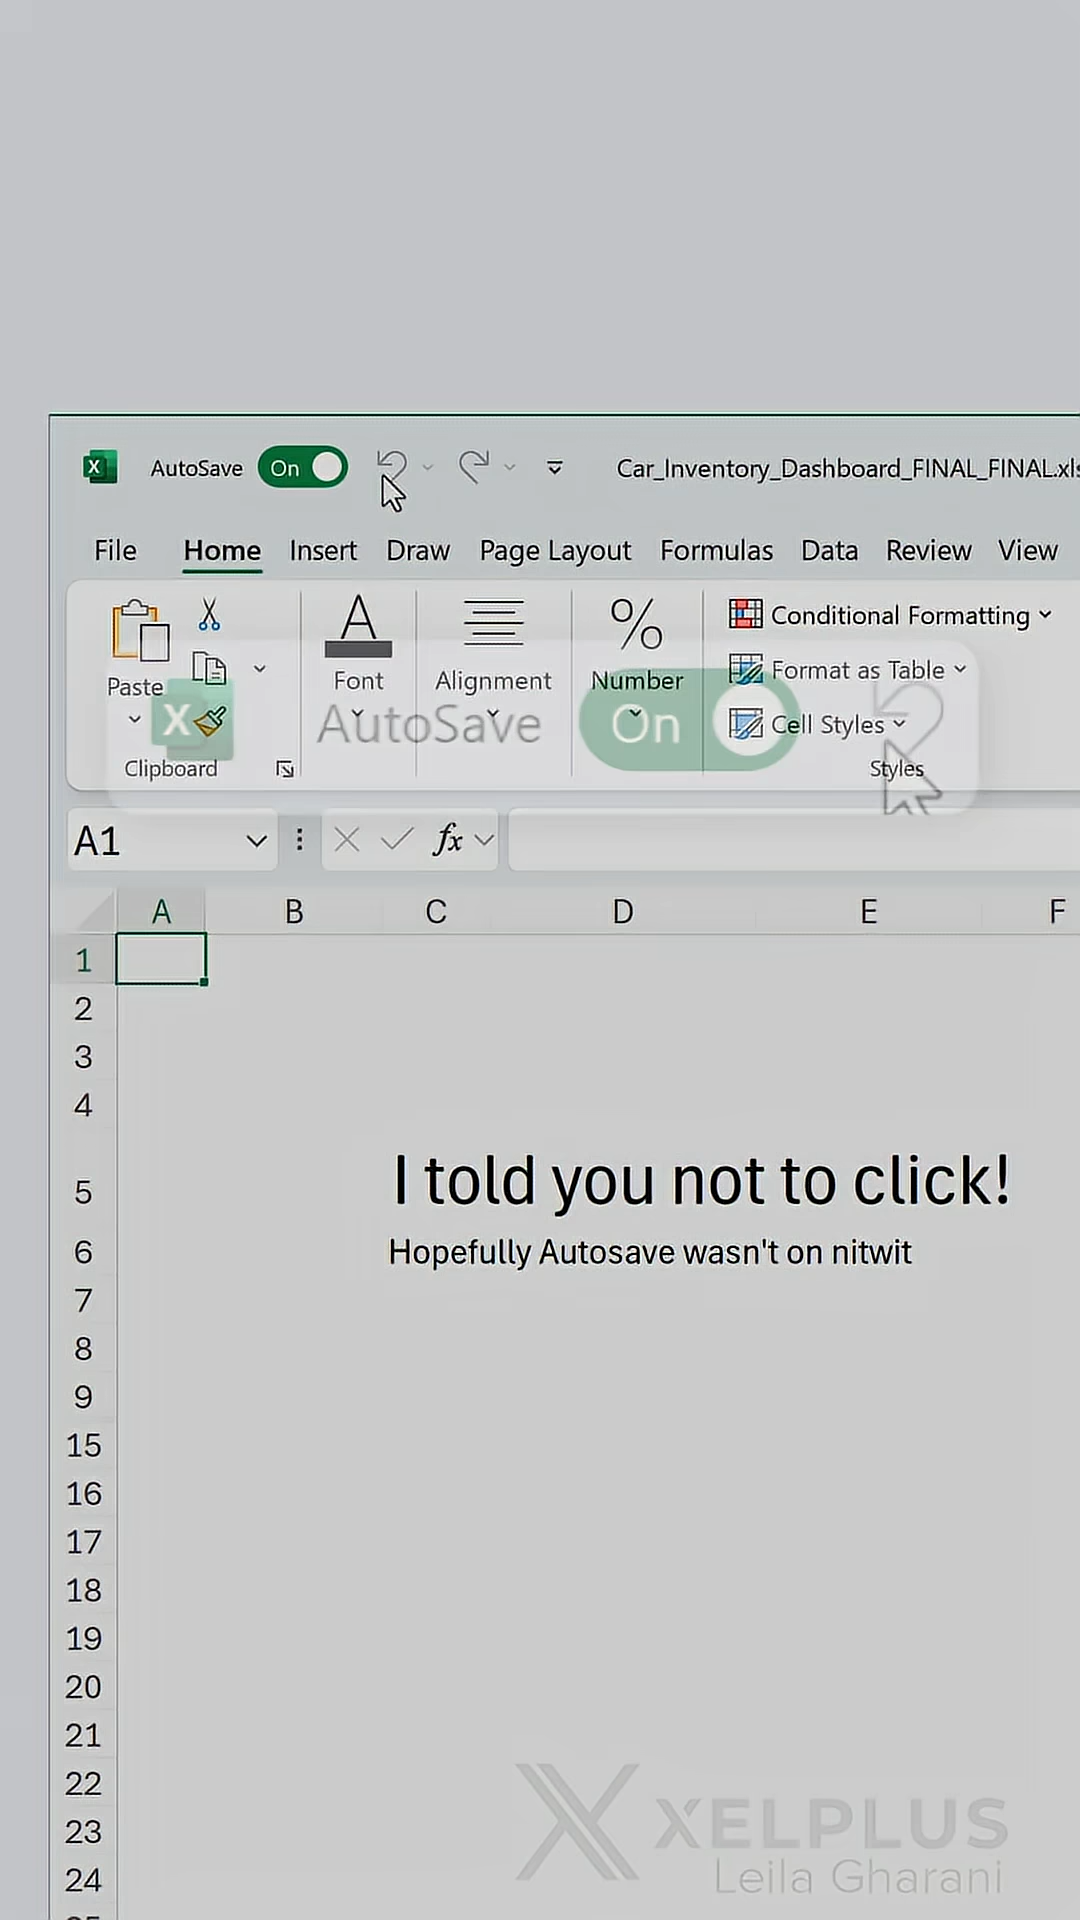 AutoSave On Car_Inventory_Dashboard_FINAL_FINAL.xls
File Home Insert Draw Page Layout Formulas Data Review View
Paste
Clipboard
Font
Alignment
%
Number
Conditional Formatting
Format as Table
Cell Styles
Styles
X AutoSave On
A1 fx
A B C D E F
1
2
3
4
5 I told you not to click!
6 Hopefully Autosave wasn't on nitwit
7
8
9
15
16
17
18
19
20
21
22
23
24
XELPLUS
Leila Gharani